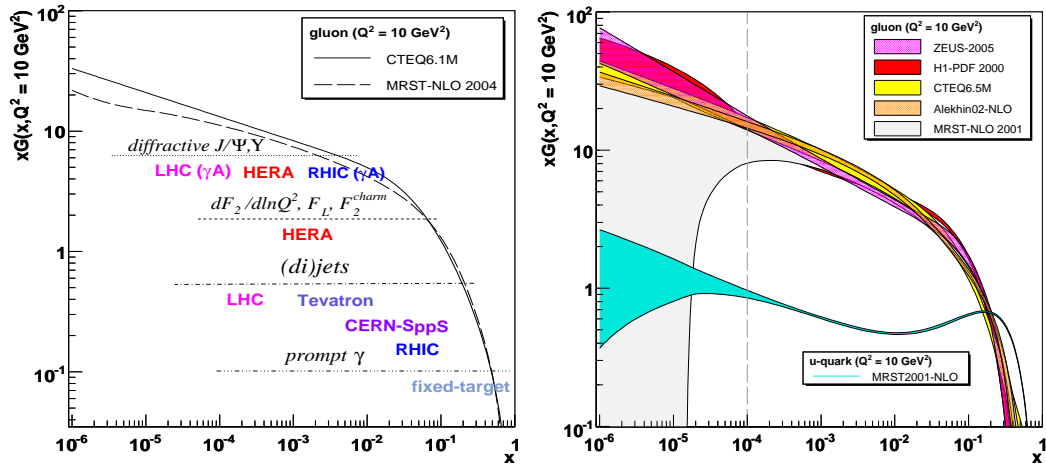 xG(x,Q² = 10 GeV²)
10²
10
1
10⁻¹
gluon (Q² = 10 GeV²)
CTEQ6.1M
MRST-NLO 2004
diffractive J/Ψ,Υ
LHC (γA) HERA RHIC (γA)
dF₂/dlnQ², F_L, F₂^charm
HERA
(di)jets
LHC Tevatron
CERN-SppS
RHIC
prompt γ
fixed-target
10⁻⁶ 10⁻⁵ 10⁻⁴ 10⁻³ 10⁻² 10⁻¹ 1
x
xG(x,Q² = 10 GeV²)
10²
10
1
10⁻¹
gluon (Q² = 10 GeV²)
ZEUS-2005
H1-PDF 2000
CTEQ6.5M
Alekhin02-NLO
MRST-NLO 2001
u-quark (Q² = 10 GeV²)
MRST2001-NLO
10⁻⁶ 10⁻⁵ 10⁻⁴ 10⁻³ 10⁻² 10⁻¹ 1
x